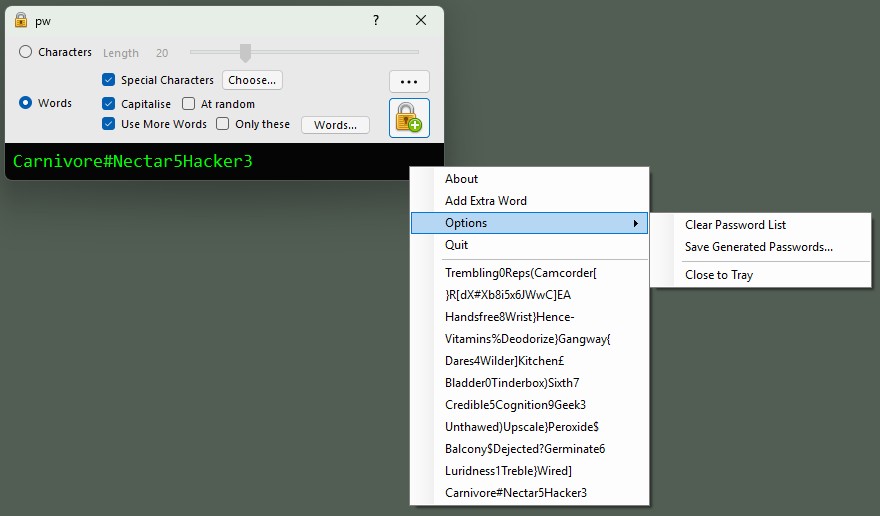 pw
?
Characters Length 20
Special Characters Choose...
...
Words
Capitalise At random
Use More Words Only these Words...
Carnivore#Nectar5Hacker3
About
Add Extra Word
Options
Quit
Clear Password List
Save Generated Passwords...
Close to Tray
Trembling0Reps(Camcorder[
}R[dX#Xb8i5x6JWwC]EA
Handsfree8Wrist}Hence-
Vitamins%Deodorize}Gangway{
Dares4Wilder]Kitchen£
Bladder0Tinderbox)Sixth7
Credible5Cognition9Geek3
Unthawed)Upscale}Peroxide$
Balcony$Dejected?Germinate6
Luridness1Treble}Wired]
Carnivore#Nectar5Hacker3